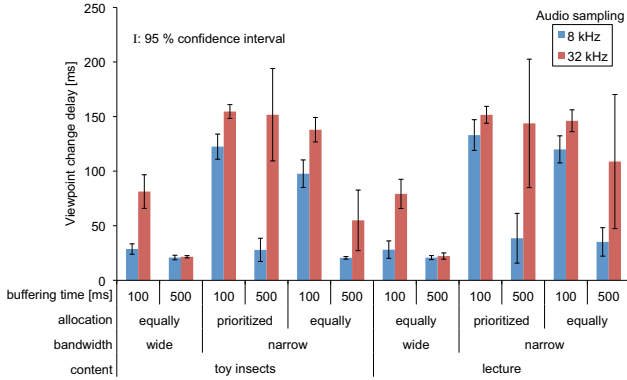 Audio sampling
8 kHz
32 kHz
I: 95 % confidence interval
Viewpoint change delay [ms]
250
200
150
100
50
0
buffering time [ms] 100 500 100 500 100 500 100 500 100 500 100 500
allocation equally prioritized equally equally prioritized equally
bandwidth wide narrow wide narrow
content toy insects lecture